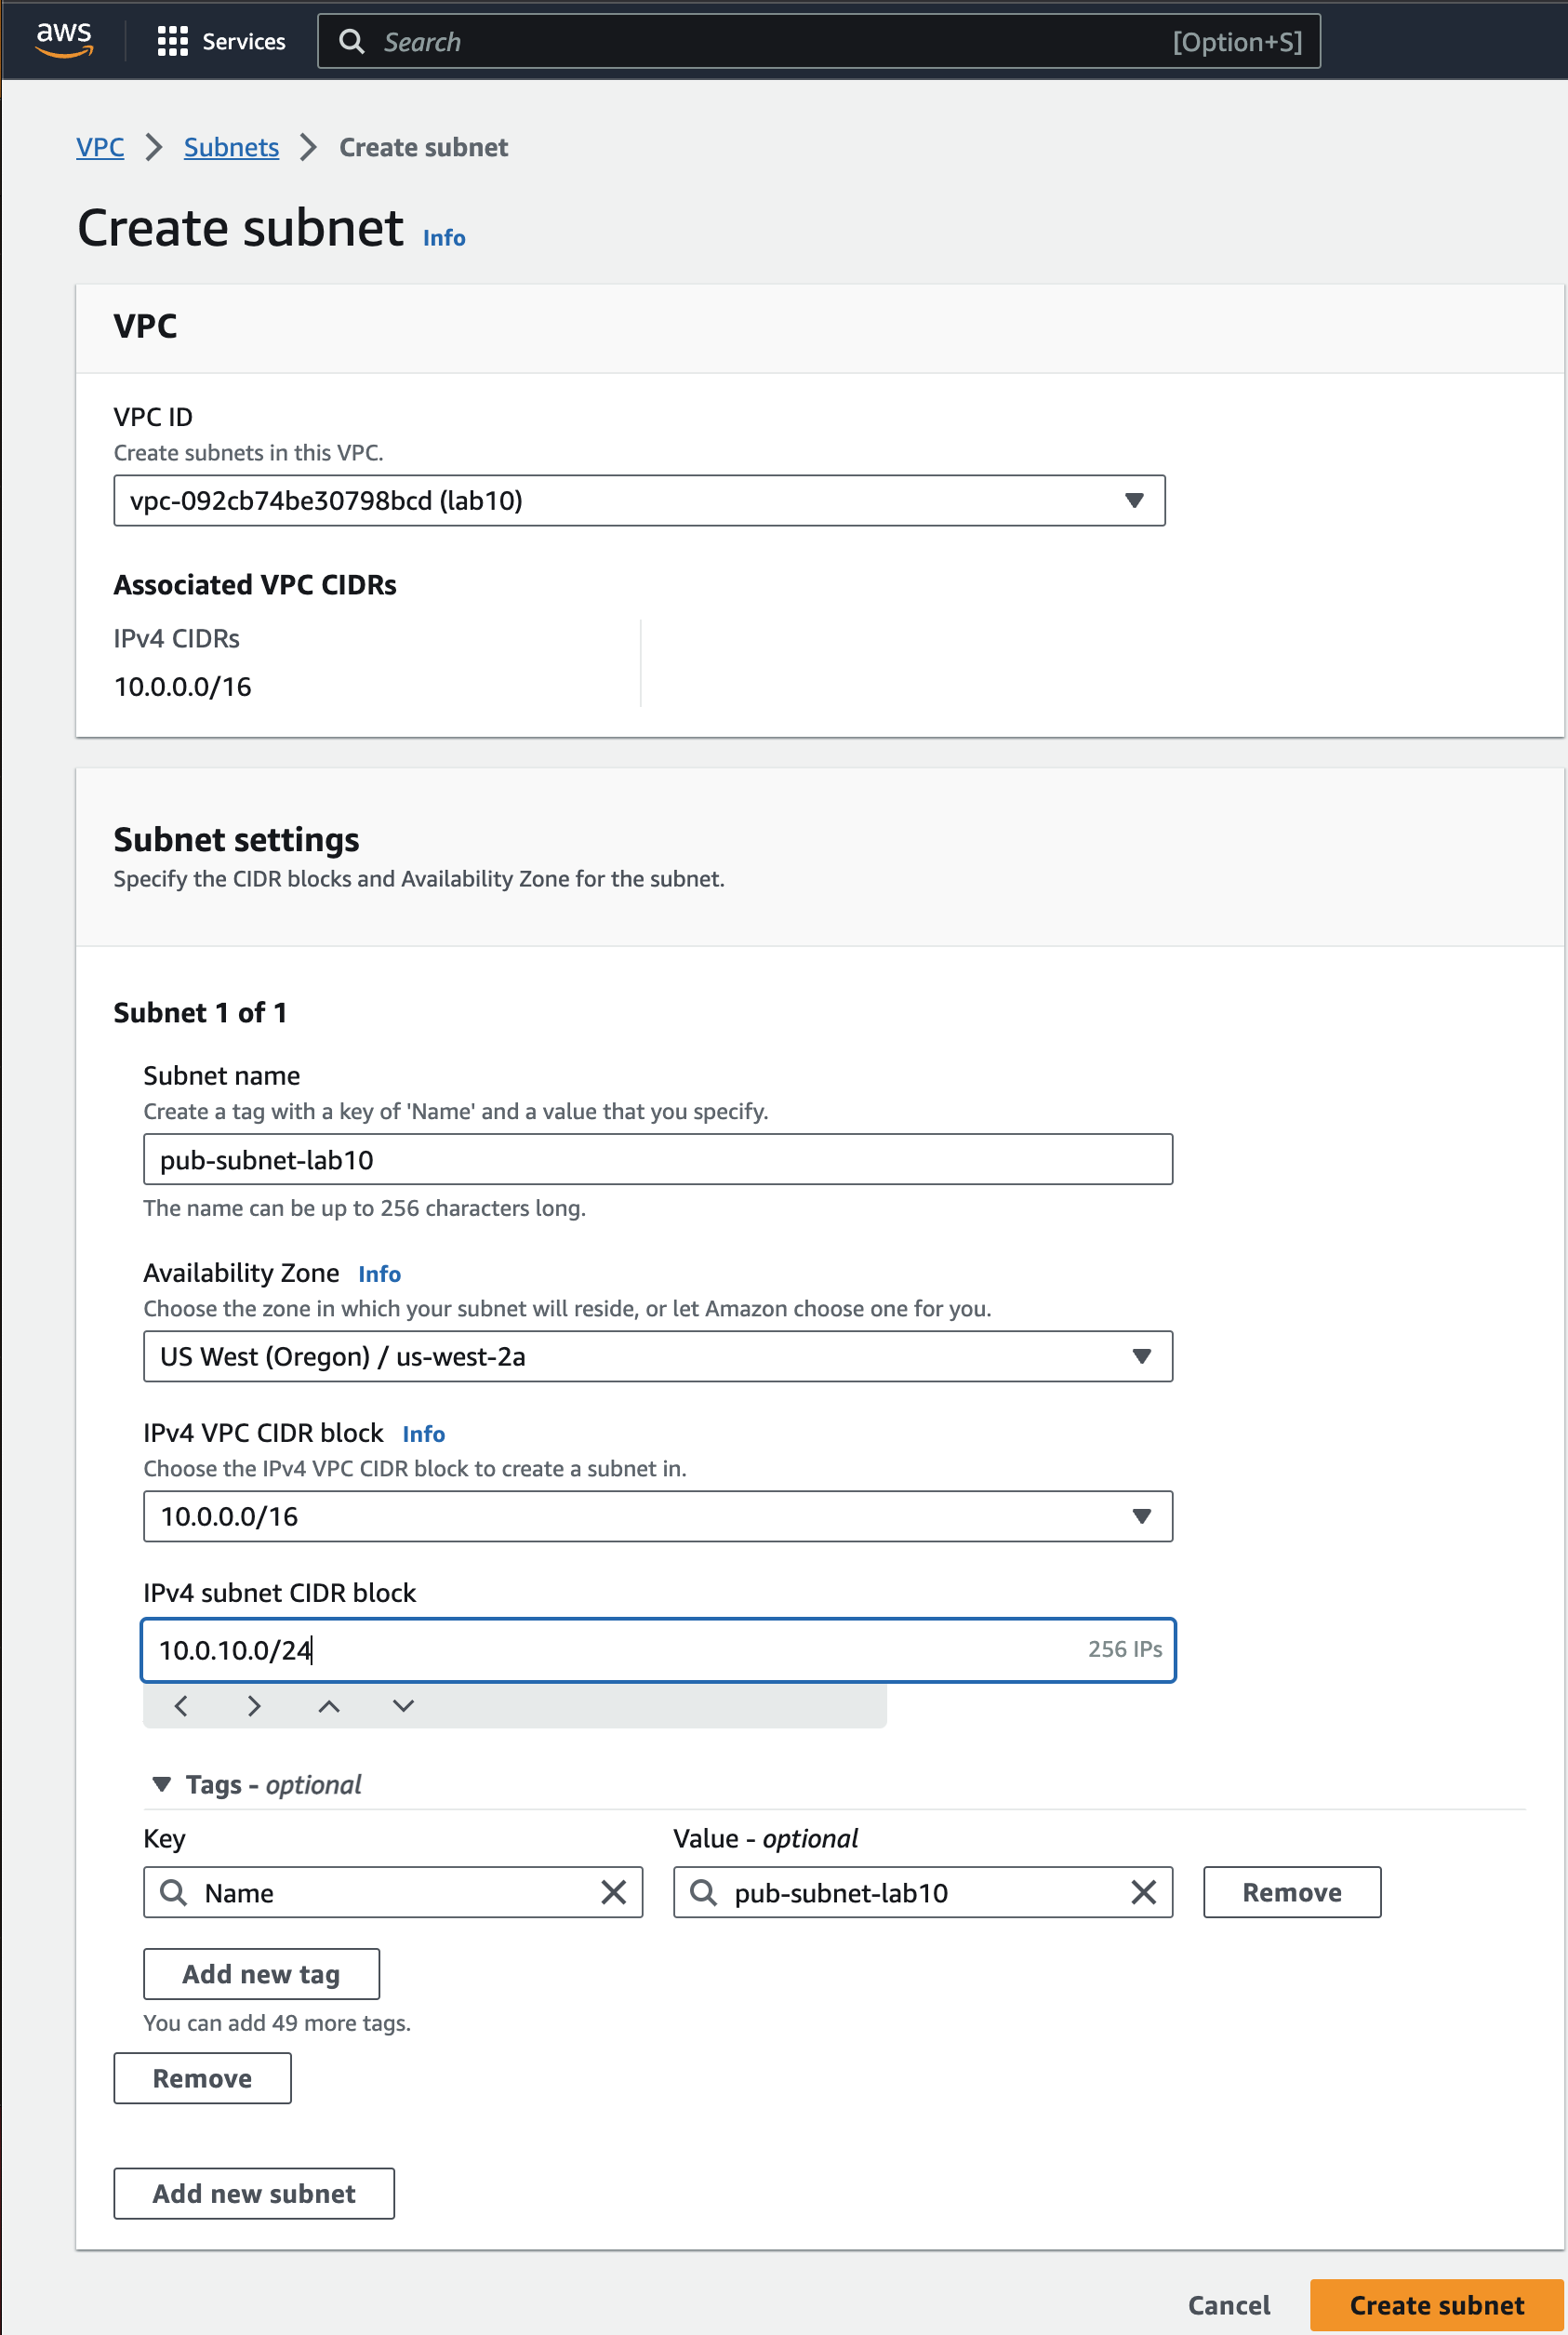 aws
Services
Search [Option+S]
VPC > Subnets > Create subnet
Create subnet Info
VPC
VPC ID
Create subnets in this VPC.
vpc-092cb74be30798bcd (lab10)
Associated VPC CIDRs
IPv4 CIDRs
10.0.0.0/16
Subnet settings
Specify the CIDR blocks and Availability Zone for the subnet.
Subnet 1 of 1
Subnet name
Create a tag with a key of 'Name' and a value that you specify.
pub-subnet-lab10
The name can be up to 256 characters long.
Availability Zone Info
Choose the zone in which your subnet will reside, or let Amazon choose one for you.
US West (Oregon) / us-west-2a
IPv4 VPC CIDR block Info
Choose the IPv4 VPC CIDR block to create a subnet in.
10.0.0.0/16
IPv4 subnet CIDR block
10.0.10.0/24 256 IPs
Tags - optional
Key Value - optional
Name pub-subnet-lab10 Remove
Add new tag
You can add 49 more tags.
Remove
Add new subnet
Cancel Create subnet